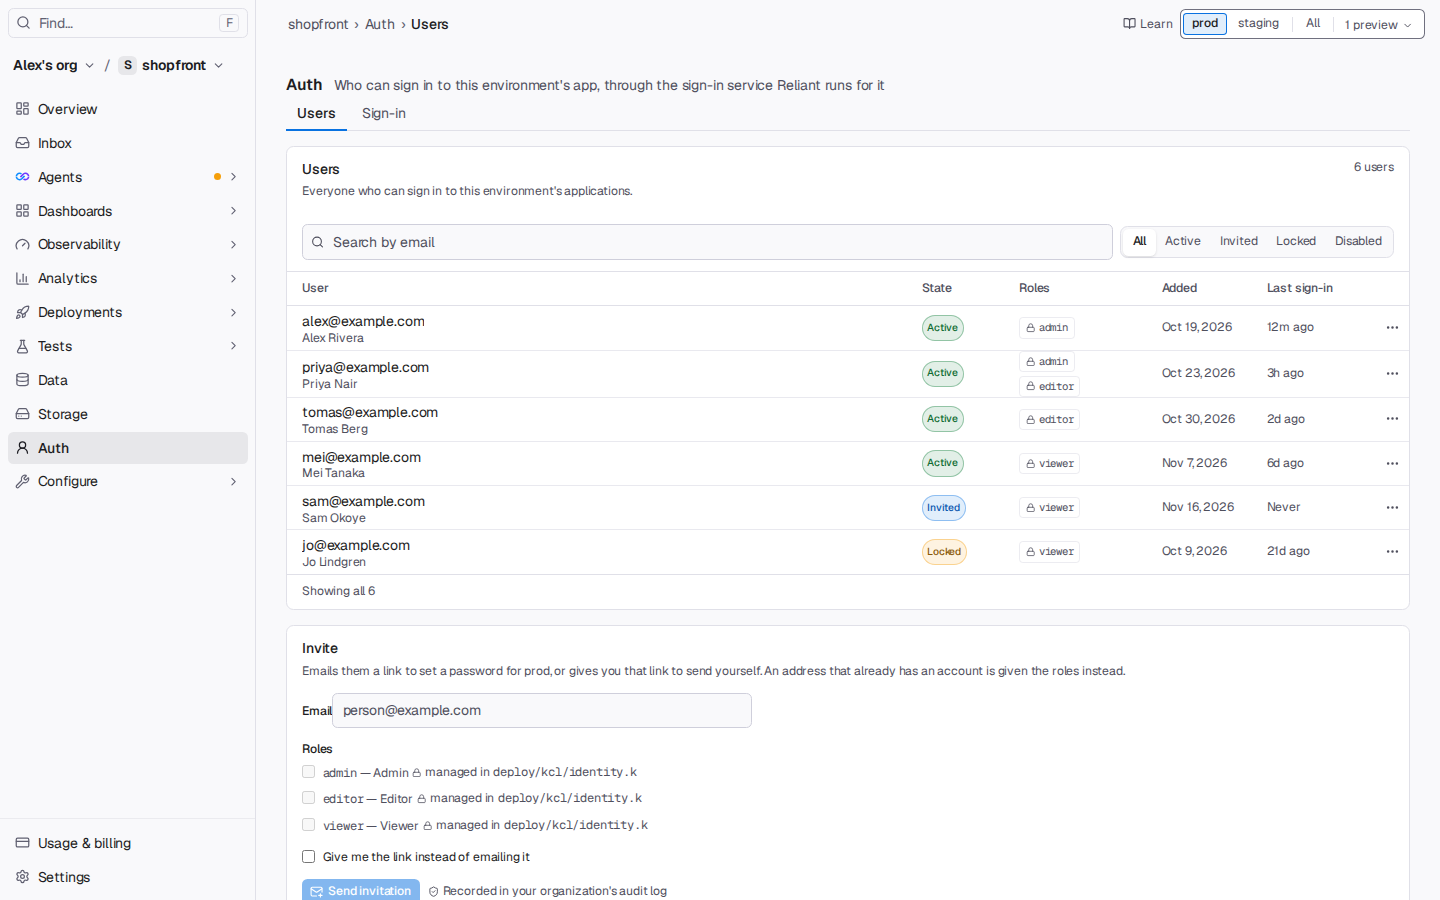 Find... F
Alex's org / S shopfront
Overview
Inbox
Agents
Dashboards
Observability
Analytics
Deployments
Tests
Data
Storage
Auth
Configure
Usage & billing
Settings
shopfront › Auth › Users
Learn prod staging All 1 preview
Auth Who can sign in to this environment's app, through the sign-in service Reliant runs for it
Users Sign-in
Users 6 users
Everyone who can sign in to this environment's applications.
Search by email All Active Invited Locked Disabled
User State Roles Added Last sign-in
alex@example.com
Alex Rivera Active admin Oct 19, 2026 12m ago
priya@example.com
Priya Nair Active admin editor Oct 23, 2026 3h ago
tomas@example.com
Tomas Berg Active editor Oct 30, 2026 2d ago
mei@example.com
Mei Tanaka Active viewer Nov 7, 2026 6d ago
sam@example.com
Sam Okoye Invited viewer Nov 16, 2026 Never
jo@example.com
Jo Lindgren Locked viewer Oct 9, 2026 21d ago
Showing all 6
Invite
Emails them a link to set a password for prod, or gives you that link to send yourself. An address that already has an account is given the roles instead.
Email person@example.com
Roles
admin — Admin managed in deploy/kcl/identity.k
editor — Editor managed in deploy/kcl/identity.k
viewer — Viewer managed in deploy/kcl/identity.k
Give me the link instead of emailing it
Send invitation Recorded in your organization's audit log